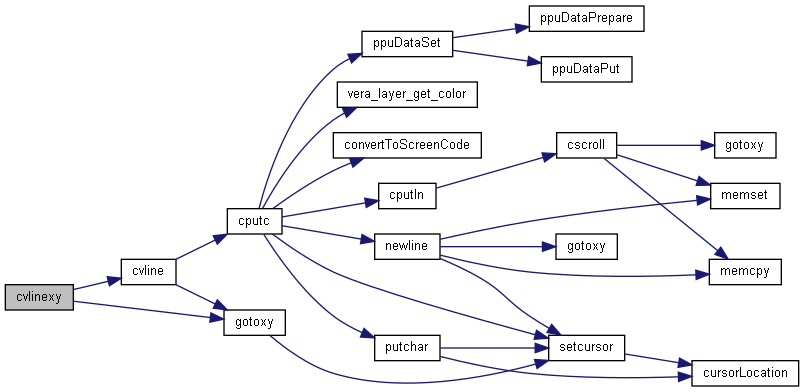 ppuDataPrepare
ppuDataSet
ppuDataPut
vera_layer_get_color
convertToScreenCode
cscroll
gotoxy
cputln
memset
cputc
newline
gotoxy
cvline
memcpy
cvlinexy
gotoxy
putchar
setcursor
cursorLocation